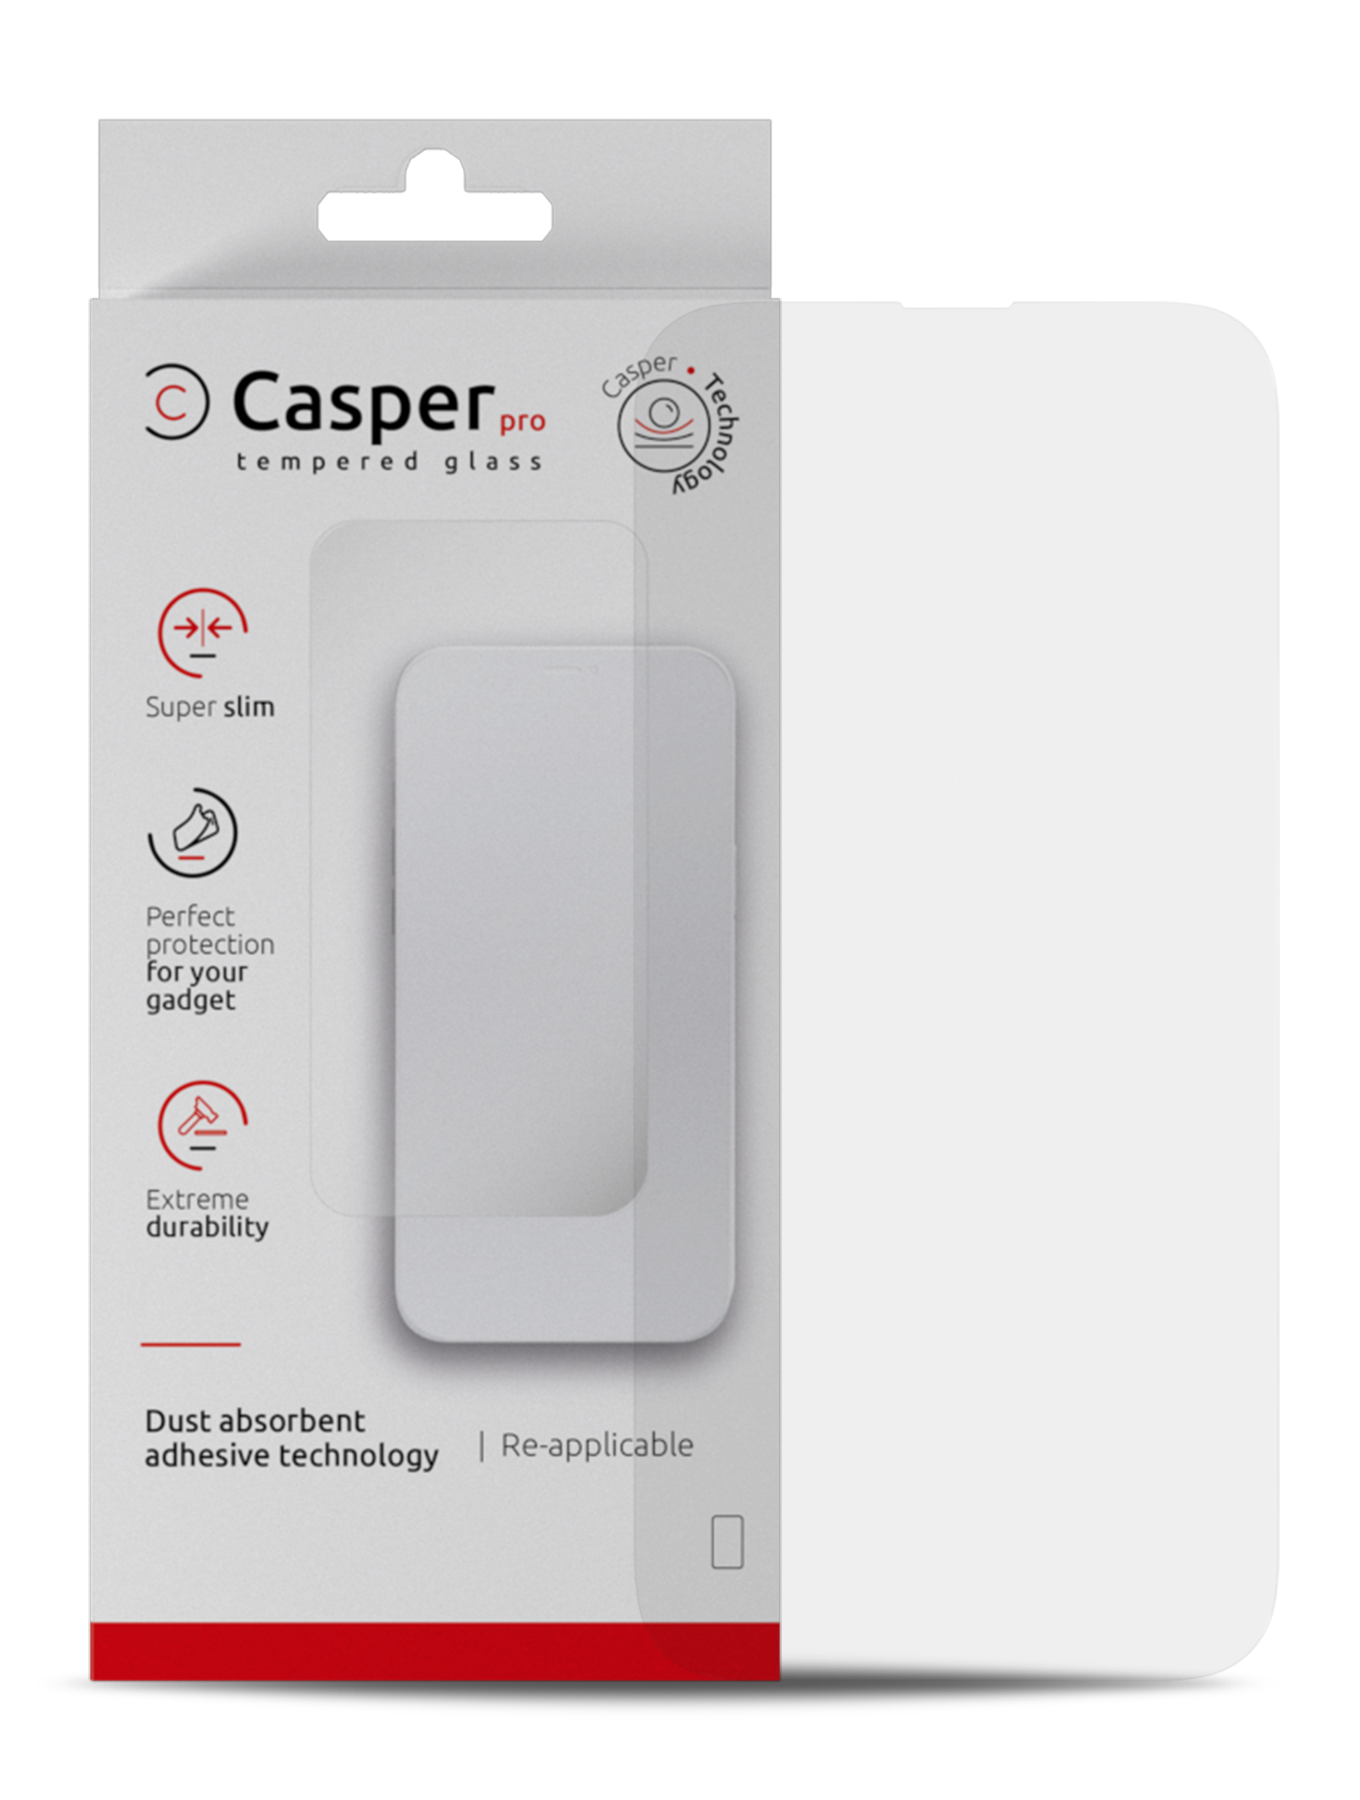 C Casper pro
tempered glass
Casper • Technology
Super slim
Perfect
protection
for your
gadget
Extreme
durability
Dust absorbent
adhesive technology
| Re-applicable